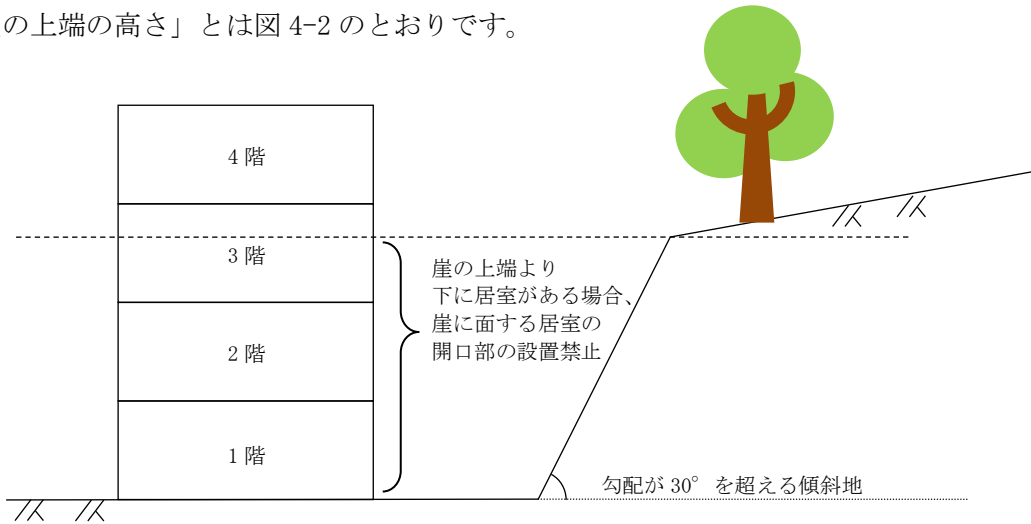 の上端の高さ」とは図 4-2 のとおりです。
4 階
3 階
崖の上端より
下に居室がある場合、
崖に面する居室の
開口部の設置禁止
2 階
1 階
勾配が 30° を超える傾斜地